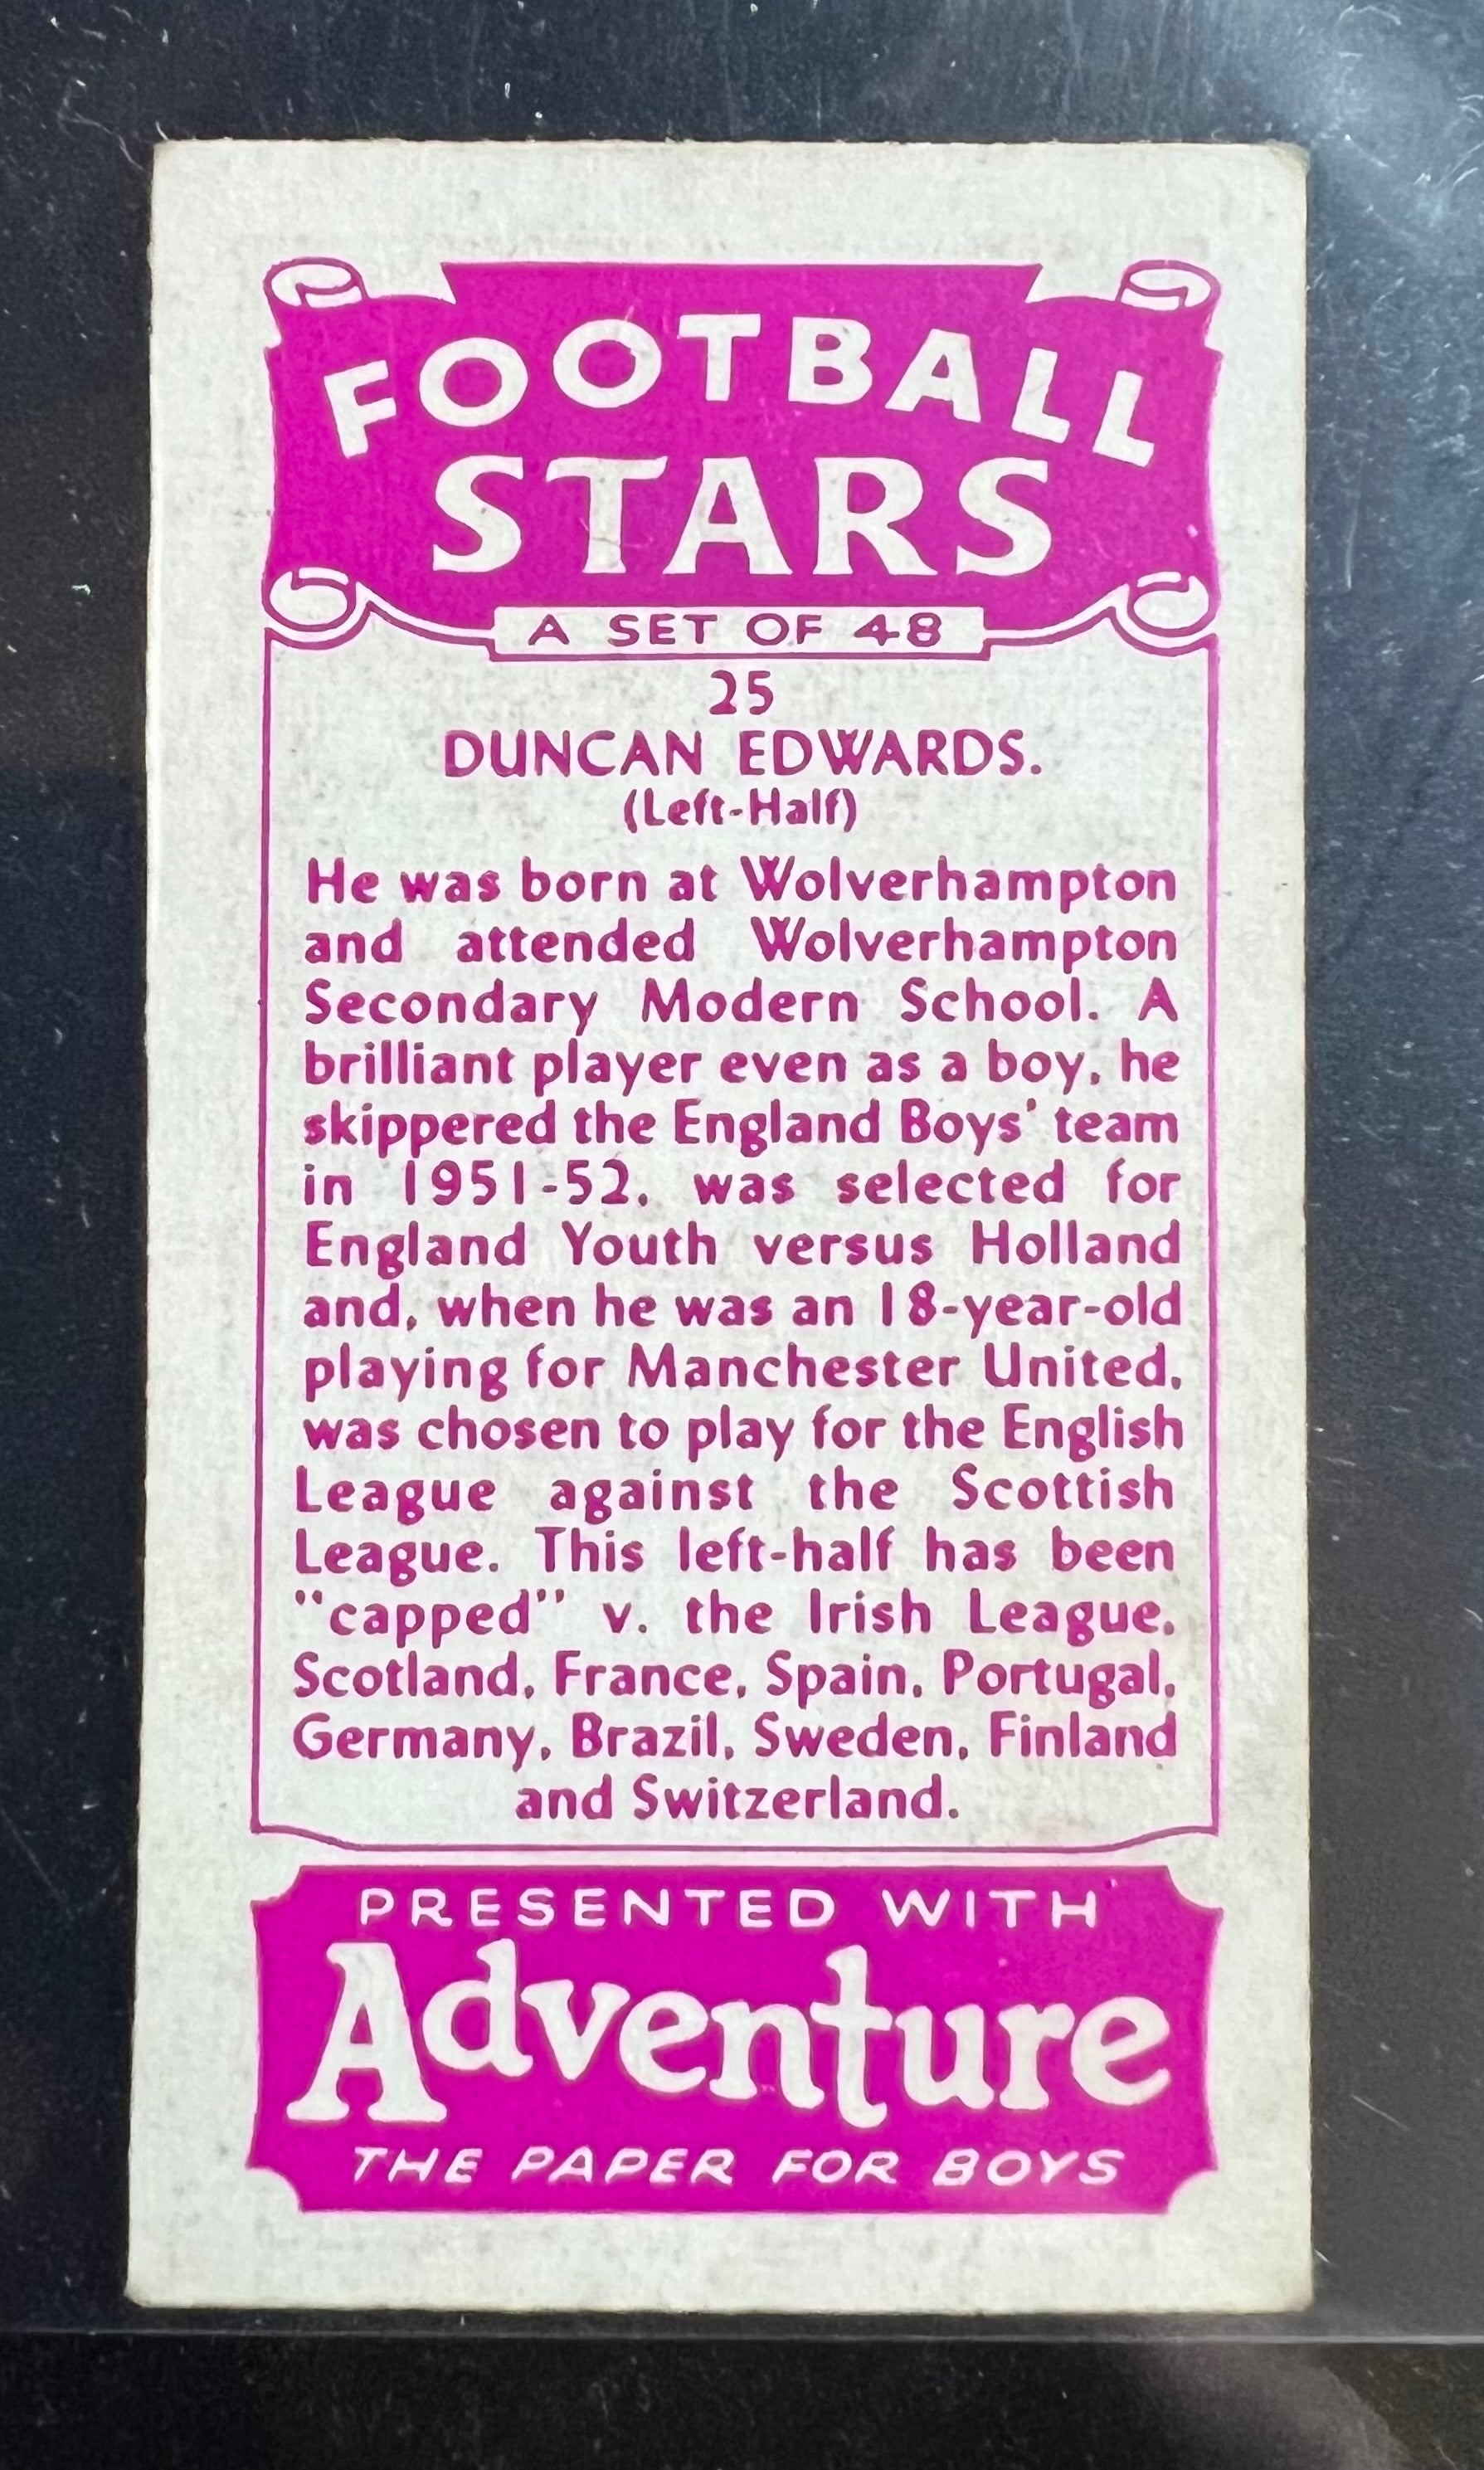 FOOTBALL
STARS
A SET OF 48
25
DUNCAN EDWARDS.
(Left-Half)
He was born at Wolverhampton
and attended Wolverhampton
Secondary Modern School. A
brilliant player even as a boy, he
skippered the England Boys' team
in 1951-52, was selected for
England Youth versus Holland
and, when he was an 18-year-old
playing for Manchester United,
was chosen to play for the English
League against the Scottish
League. This left-half has been
"capped" v. the Irish League,
Scotland, France, Spain, Portugal,
Germany, Brazil, Sweden, Finland
and Switzerland.
PRESENTED WITH
Adventure
THE PAPER FOR BOYS